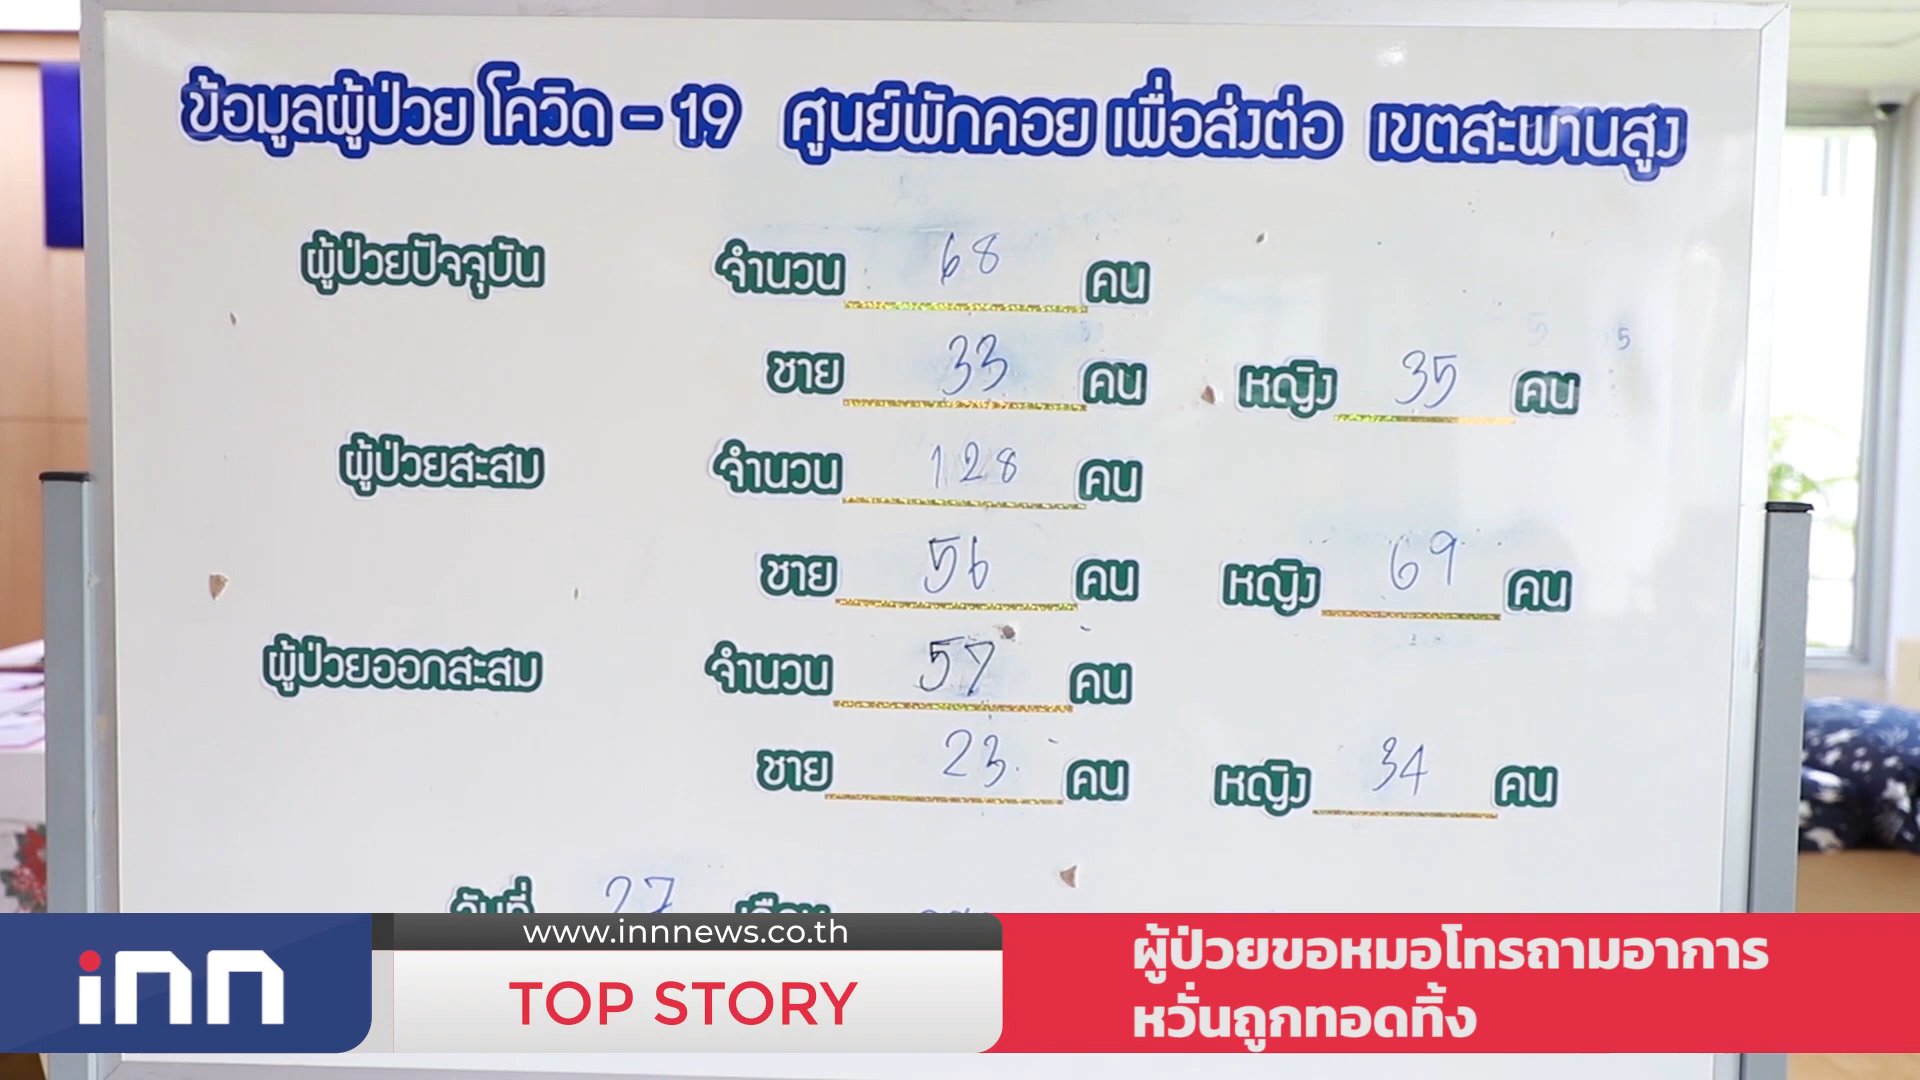 ข้อมูลผู้ป่วย โควิด - 19 ศูนย์พักคอย เพื่อส่งต่อ เขตสะพานสูง
ผู้ป่วยปัจจุบัน จำนวน 68 คน
ชาย 33 คน หญิง 35 คน
ผู้ป่วยสะสม จำนวน 128 คน
ชาย 56 คน หญิง 69 คน
ผู้ป่วยออกสะสม จำนวน 57 คน
ชาย 23 คน หญิง 34 คน
วันที่ 27 เดือน
inn
www.innnews.co.th
TOP STORY
ผู้ป่วยขอหมอโทรถามอาการ
หวั่นถูกทอดทิ้ง